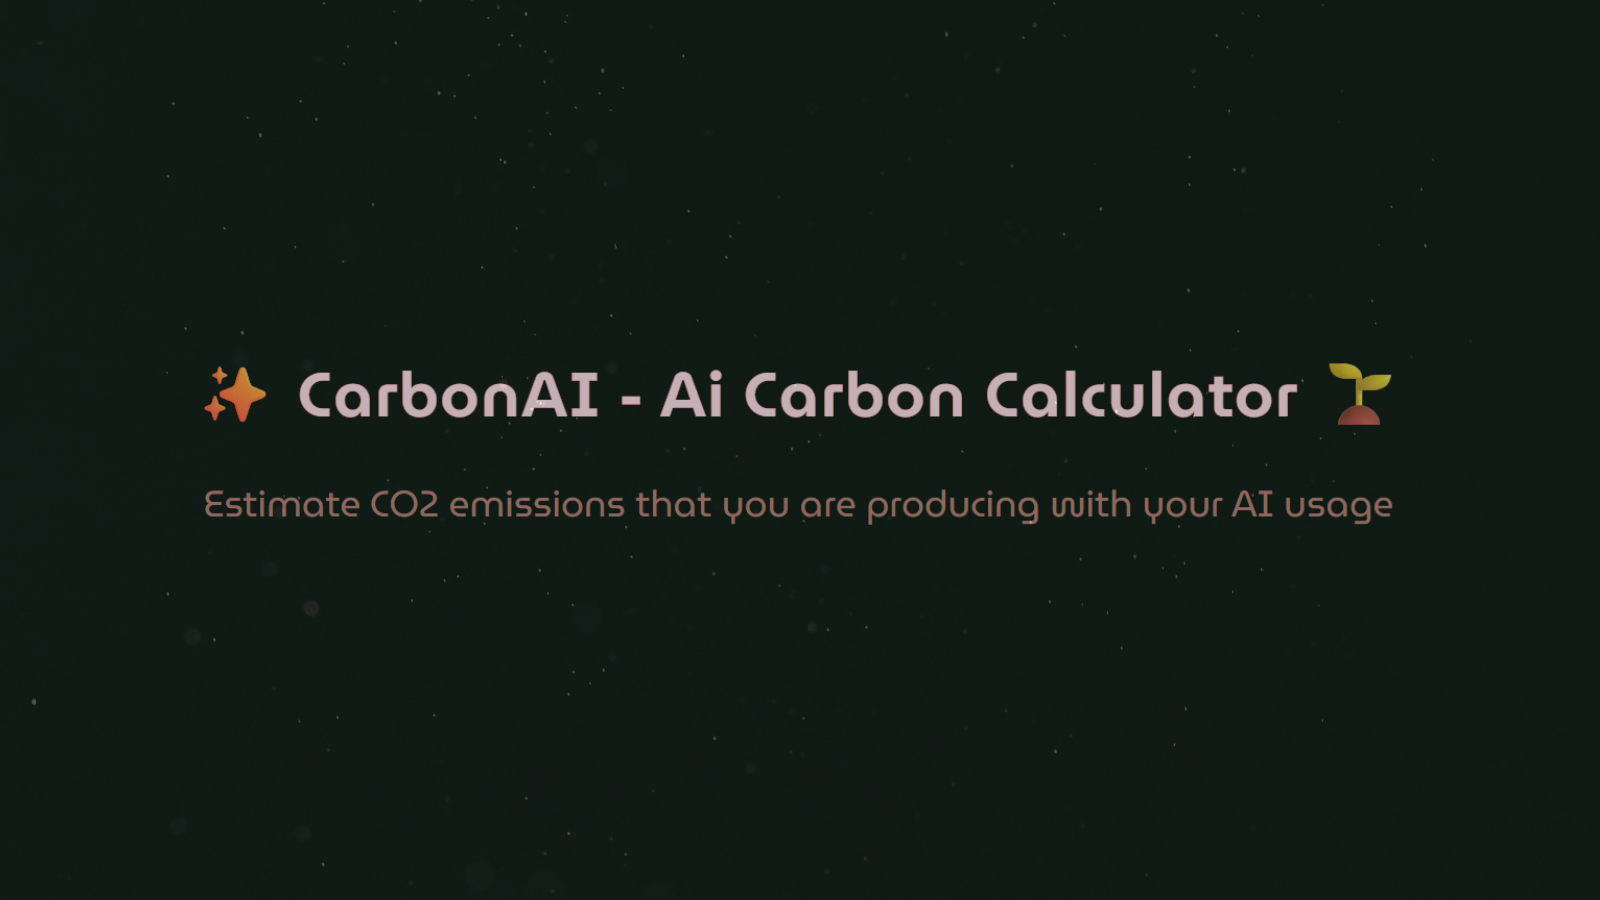 ✨ CarbonAI - Ai Carbon Calculator 🌱
Estimate CO2 emissions that you are producing with your AI usage